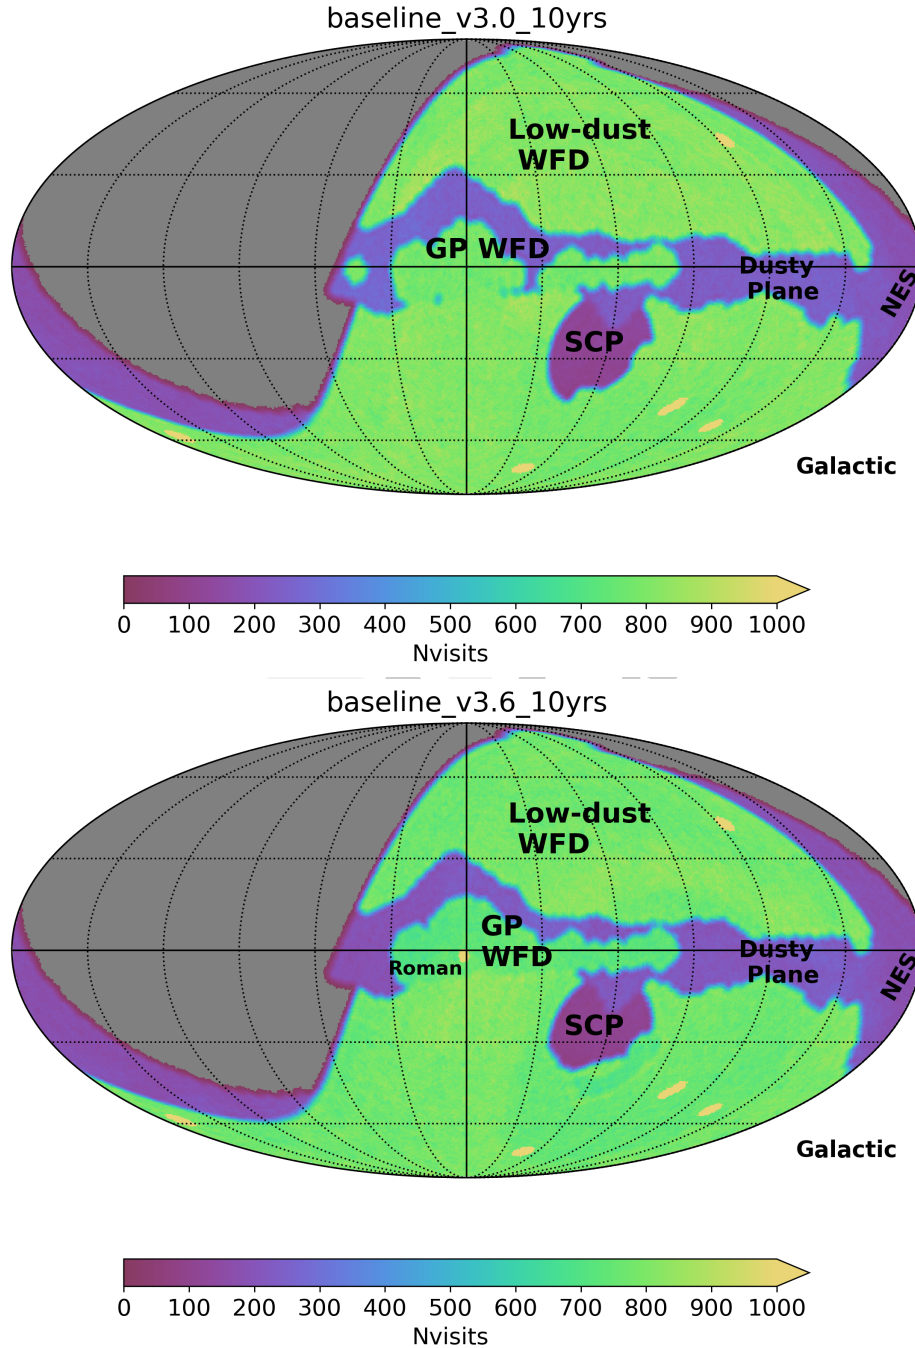 baseline_v3.0_10yrs
Low-dust
WFD
GP WFD
Dusty
Plane
NES
SCP
Galactic
0 100 200 300 400 500 600 700 800 900 1000
Nvisits
baseline_v3.6_10yrs
Low-dust
WFD
GP
WFD
Roman
Dusty
Plane
NES
SCP
Galactic
0 100 200 300 400 500 600 700 800 900 1000
Nvisits